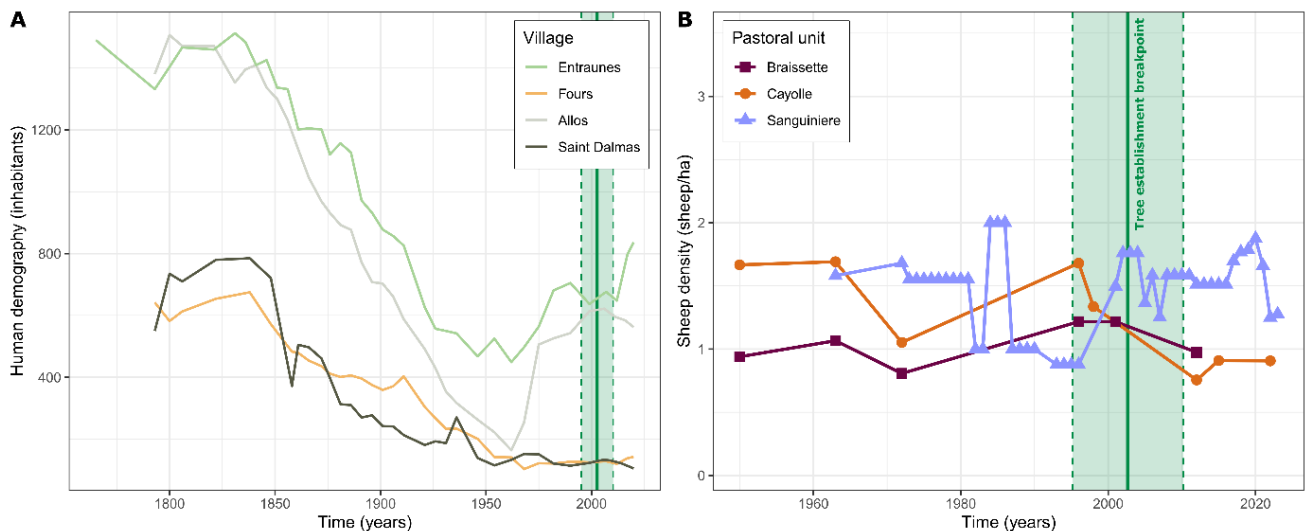 A
Human demography (inhabitants)
1200
800
400
Village
Entraunes
Fours
Allos
Saint Dalmas
1800
1850
1900
1950
2000
Time (years)
B
Sheep density (sheep/ha)
3
2
1
0
Pastoral unit
Braissette
Cayolle
Sanguiniere
Tree establishment breakpoint
1960
1980
2000
2020
Time (years)